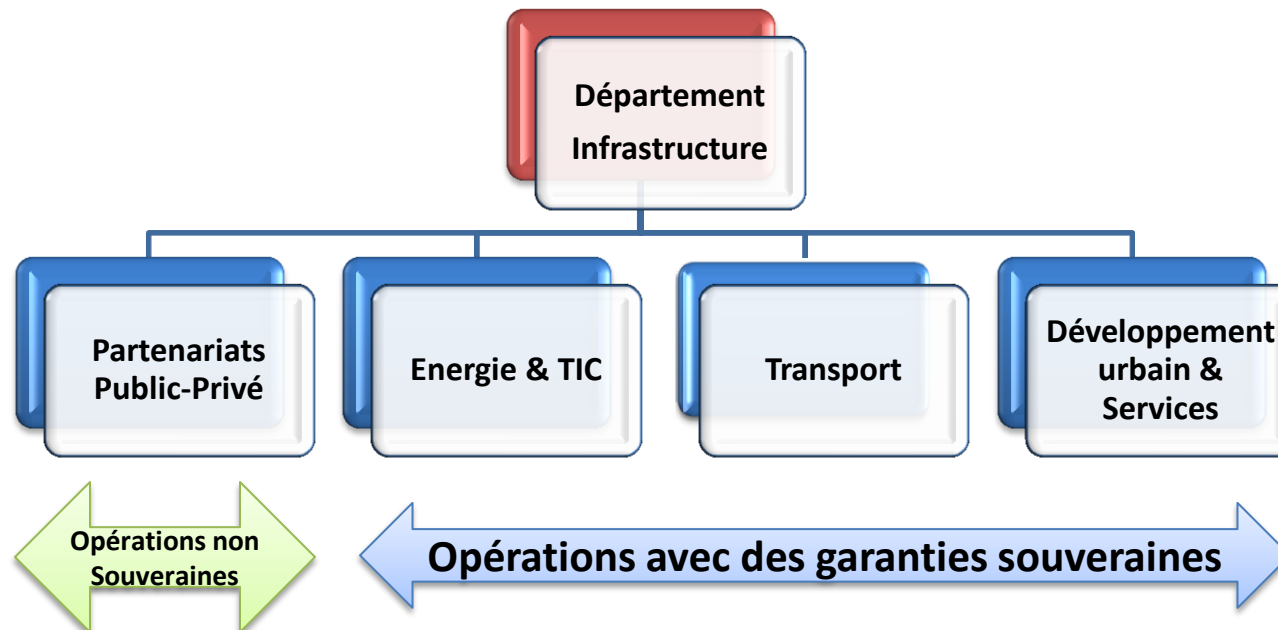 Département
Infrastructure
Partenariats
Public-Privé
Energie & TIC
Transport
Développement
urbain &
Services
Opérations non
Souveraines
Opérations avec des garanties souveraines